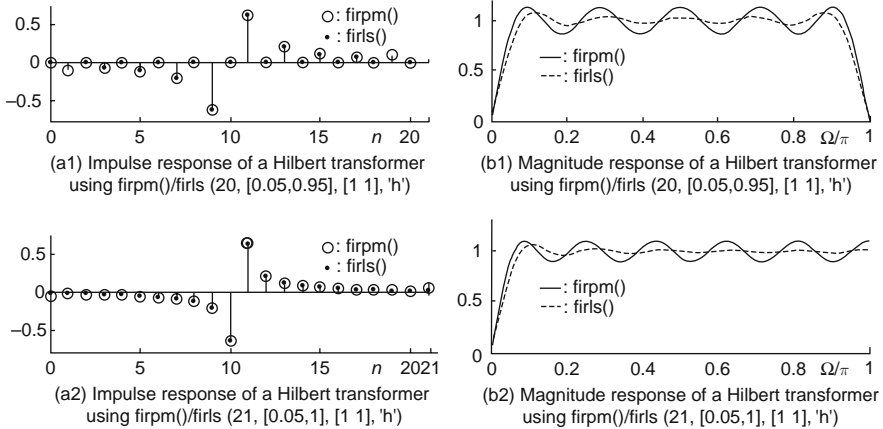 0.5
0
−0.5
0
5
10
15
n
20
: firpm()
: firls()
(a1) Impulse response of a Hilbert transformer
using firpm()/firls (20, [0.05,0.95], [1 1], 'h')
1
0.5
0
0
0.2
0.4
0.6
0.8
Ω/π
1
: firpm()
: firls()
(b1) Magnitude response of a Hilbert transformer
using firpm()/firls (20, [0.05,0.95], [1 1], 'h')
0.5
0
−0.5
0
5
10
15
n
2021
: firpm()
: firls()
(a2) Impulse response of a Hilbert transformer
using firpm()/firls (21, [0.05,1], [1 1], 'h')
1
0.5
0
0
0.2
0.4
0.6
0.8
Ω/π
1
: firpm()
: firls()
(b2) Magnitude response of a Hilbert transformer
using firpm()/firls (21, [0.05,1], [1 1], 'h')